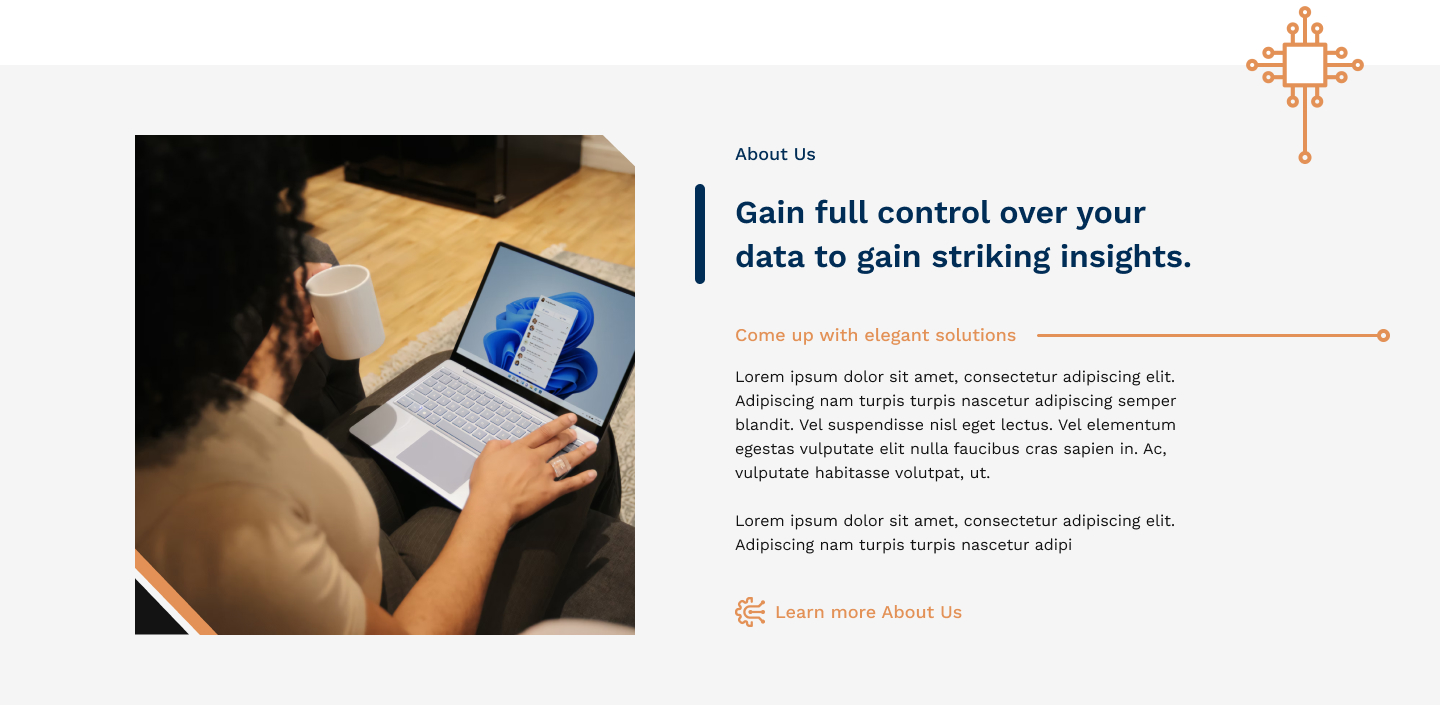 About Us
Gain full control over your
data to gain striking insights.
Come up with elegant solutions
Lorem ipsum dolor sit amet, consectetur adipiscing elit.
Adipiscing nam turpis turpis nascetur adipiscing semper
blandit. Vel suspendisse nisl eget lectus. Vel elementum
egestas vulputate elit nulla faucibus cras sapien in. Ac,
vulputate habitasse volutpat, ut.
Lorem ipsum dolor sit amet, consectetur adipiscing elit.
Adipiscing nam turpis turpis nascetur adipi
Learn more About Us